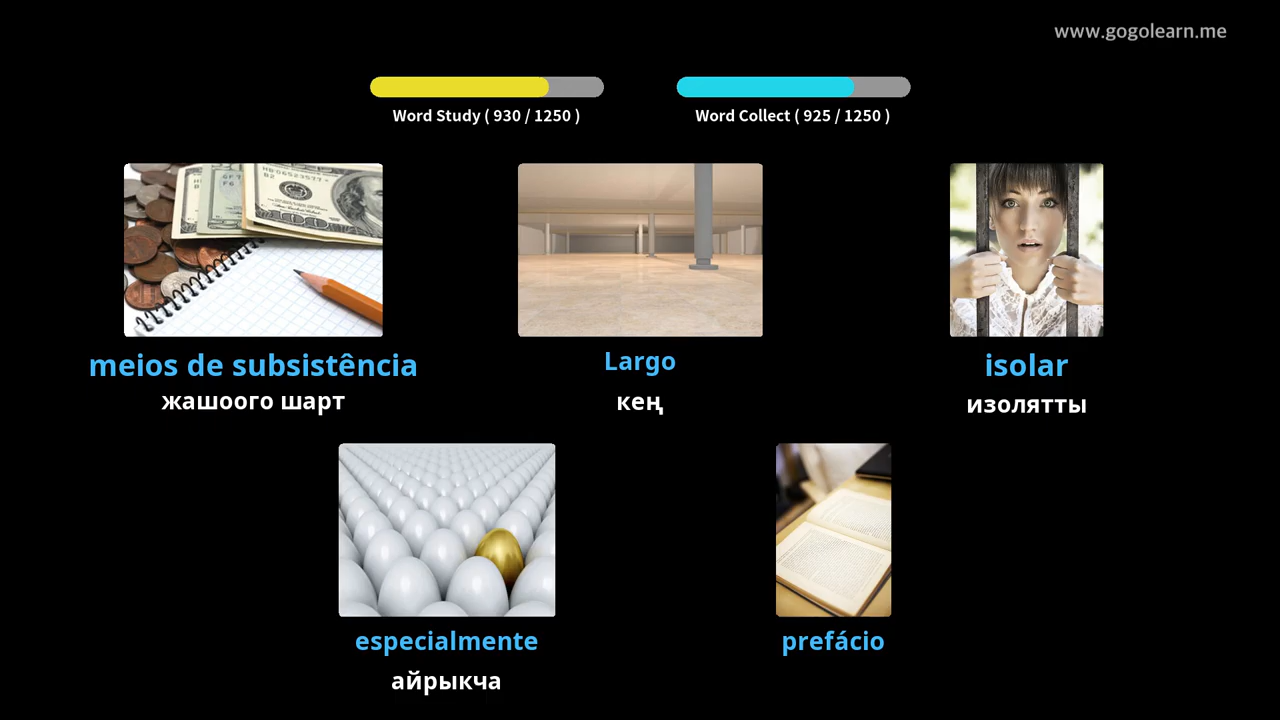 www.gogolearn.me
Word Study ( 930 / 1250 )
Word Collect ( 925 / 1250 )
meios de subsistência
жашоого шарт
Largo
кең
isolar
изолятты
especialmente
айрыкча
prefácio